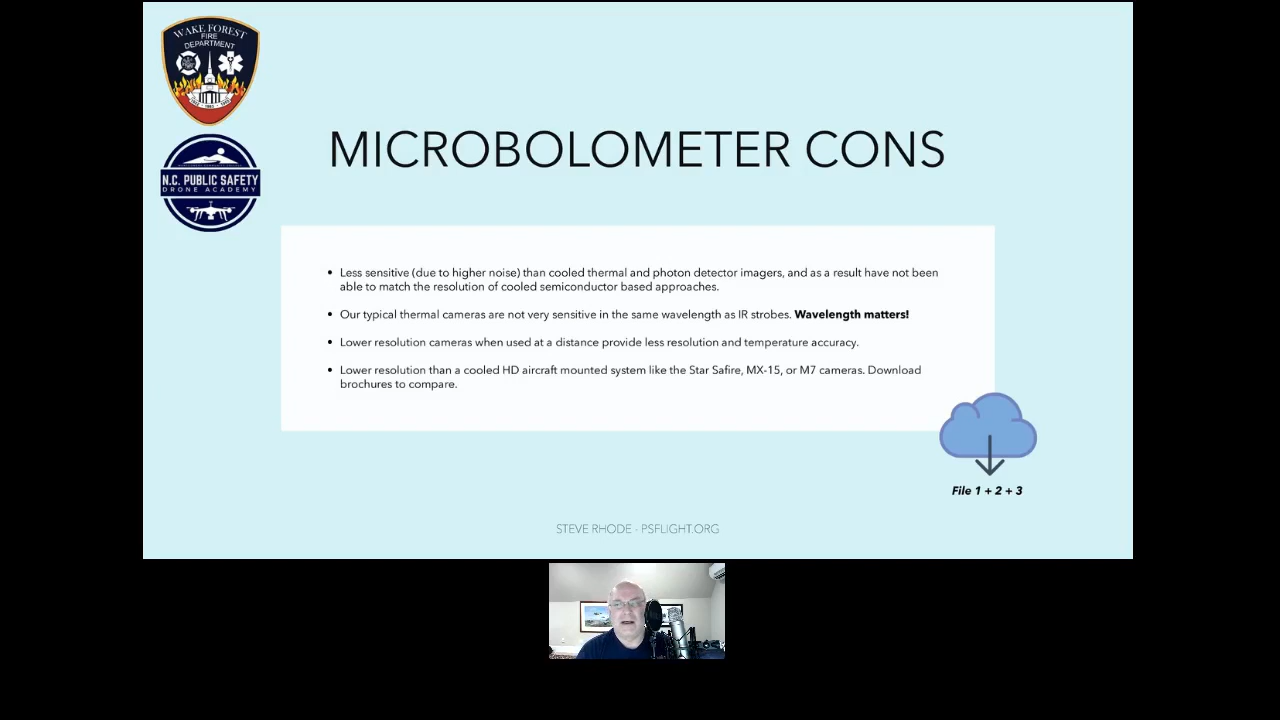 WAKE FOREST
FIRE
DEPARTMENT
N.C. PUBLIC SAFETY
DRONE ACADEMY
MICROBOLOMETER CONS
• Less sensitive (due to higher noise) than cooled thermal and photon detector imagers, and as a result have not been
able to match the resolution of cooled semiconductor based approaches.
• Our typical thermal cameras are not very sensitive in the same wavelength as IR strobes. Wavelength matters!
• Lower resolution cameras when used at a distance provide less resolution and temperature accuracy.
• Lower resolution than a cooled HD aircraft mounted system like the Star Safire, MX-15, or M7 cameras. Download
brochures to compare.
File 1 + 2 + 3
STEVE RHODE - PSFLIGHT.ORG